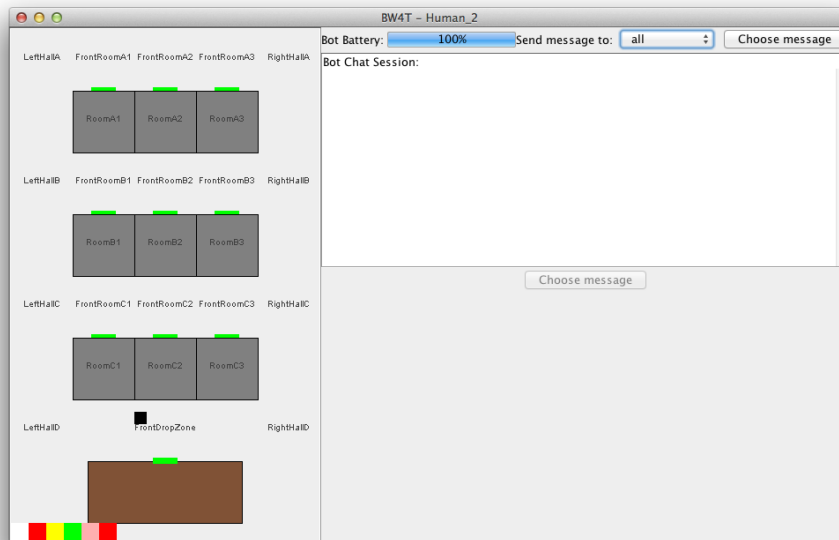 BW4T - Human_2
Bot Battery: 100% Send message to: all Choose message
Bot Chat Session:
LeftHallA FrontRoomA1 FrontRoomA2 FrontRoomA3 RightHallA
RoomA1 RoomA2 RoomA3
LeftHallB FrontRoomB1 FrontRoomB2 FrontRoomB3 RightHallB
RoomB1 RoomB2 RoomB3
Choose message
LeftHallC FrontRoomC1 FrontRoomC2 FrontRoomC3 RightHallC
RoomC1 RoomC2 RoomC3
LeftHallD FrontDropZone RightHallD